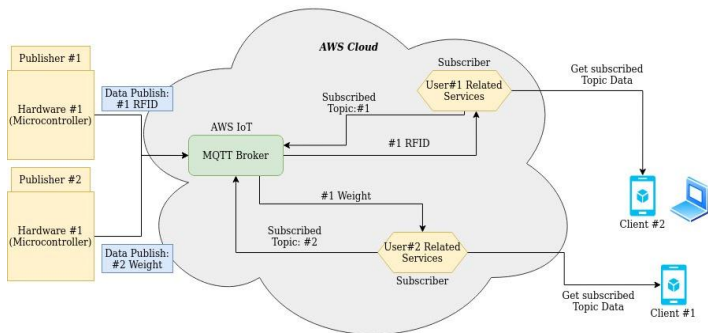 Publisher #1
Hardware #1
(Microcontroller)
Data Publish:
#1 RFID
Publisher #2
Hardware #1
(Microcontroller)
Data Publish:
#2 Weight
AWS Cloud
AWS IoT
MQTT Broker
Subscribed
Topic:#1
#1 RFID
Subscriber
User#1 Related
Services
#1 Weight
Subscribed
Topic: #2
User#2 Related
Services
Subscriber
Get subscribed
Topic Data
Client #2
Get subscribed
Topic Data
Client #1